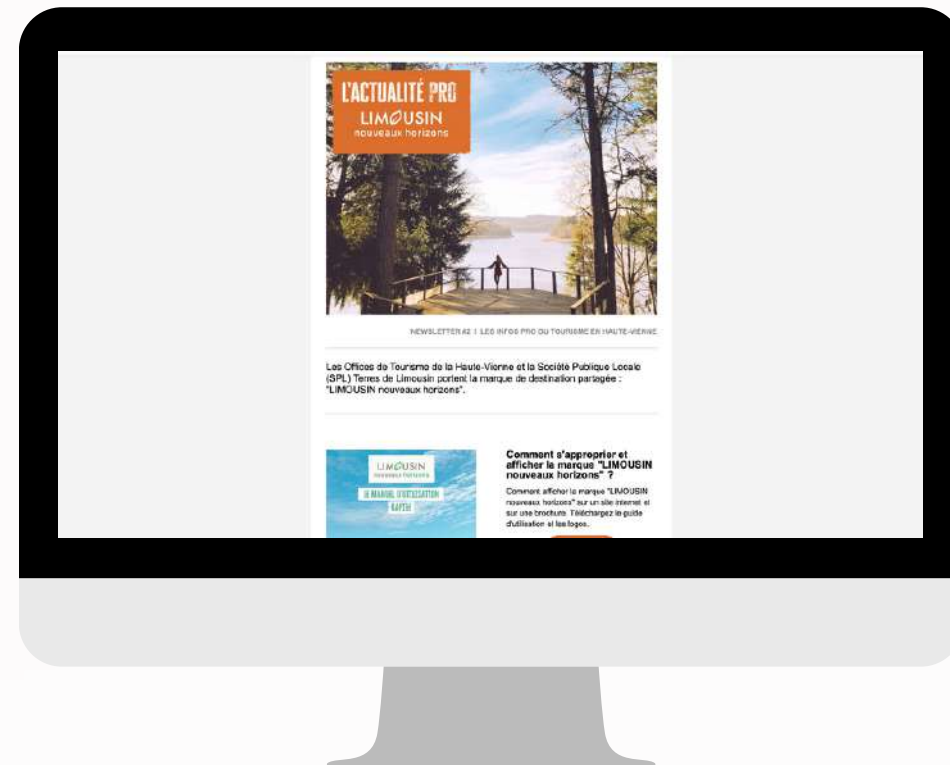 L'ACTUALITÉ PRO
LIMOUSIN
nouveaux horizons
NEWSLETTER #2 I LES INFOS PRO DU TOURISME EN HAUTE-VIENNE
Les Offices de Tourisme de la Haute-Vienne et la Société Publique Locale
(SPL) Terres de Limousin portent la marque de destination partagée :
"LIMOUSIN nouveaux horizons".
LIMOUSIN
nouveaux horizons
LE MANUEL D'UTILISATION
RAPIDE
Comment s'approprier et
afficher la marque "LIMOUSIN
nouveaux horizons" ?
Comment afficher la marque "LIMOUSIN
nouveaux horizons" sur un site internet et
sur une brochure. Téléchargez le guide
d'utilisation et les logos.